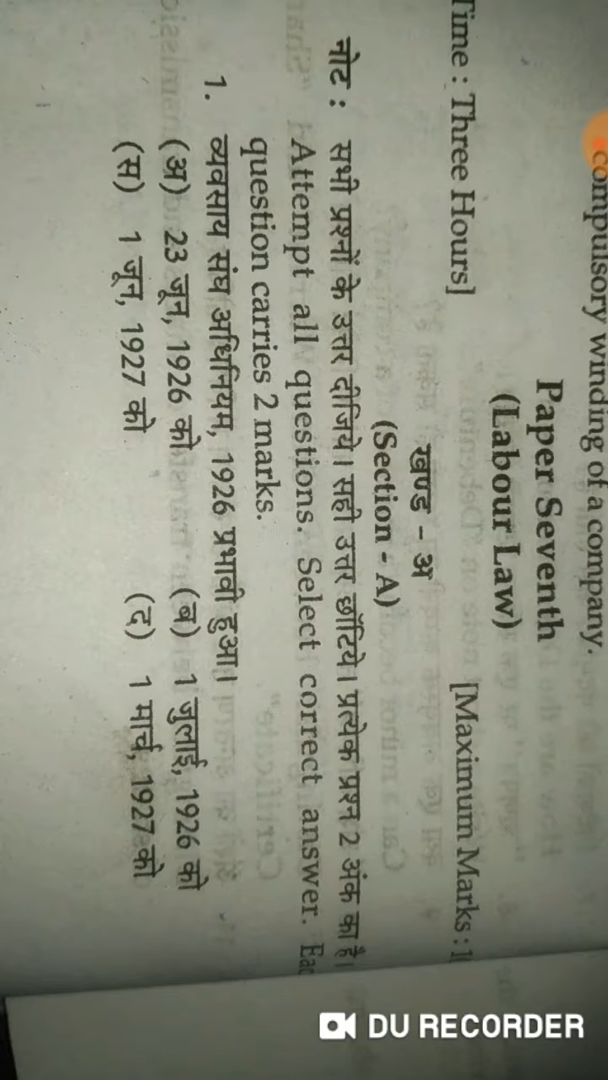 compulsory winding of a company.
Paper Seventh
(Labour Law)
Time : Three Hours] [Maximum Marks :
खण्ड - अ
(Section - A)
नोट : सभी प्रश्नों के उत्तर दीजिये। सही उत्तर छाँटिये। प्रत्येक प्रश्न 2 अंक का है।
Attempt all questions. Select correct answer. Eac
question carries 2 marks.
1. व्यवसाय संघ अधिनियम, 1926 प्रभावी हुआ।
(अ) 23 जून, 1926 को (ब) 1 जुलाई, 1926 को
(स) 1 जून, 1927 को (द) 1 मार्च, 1927 को
DU RECORDER